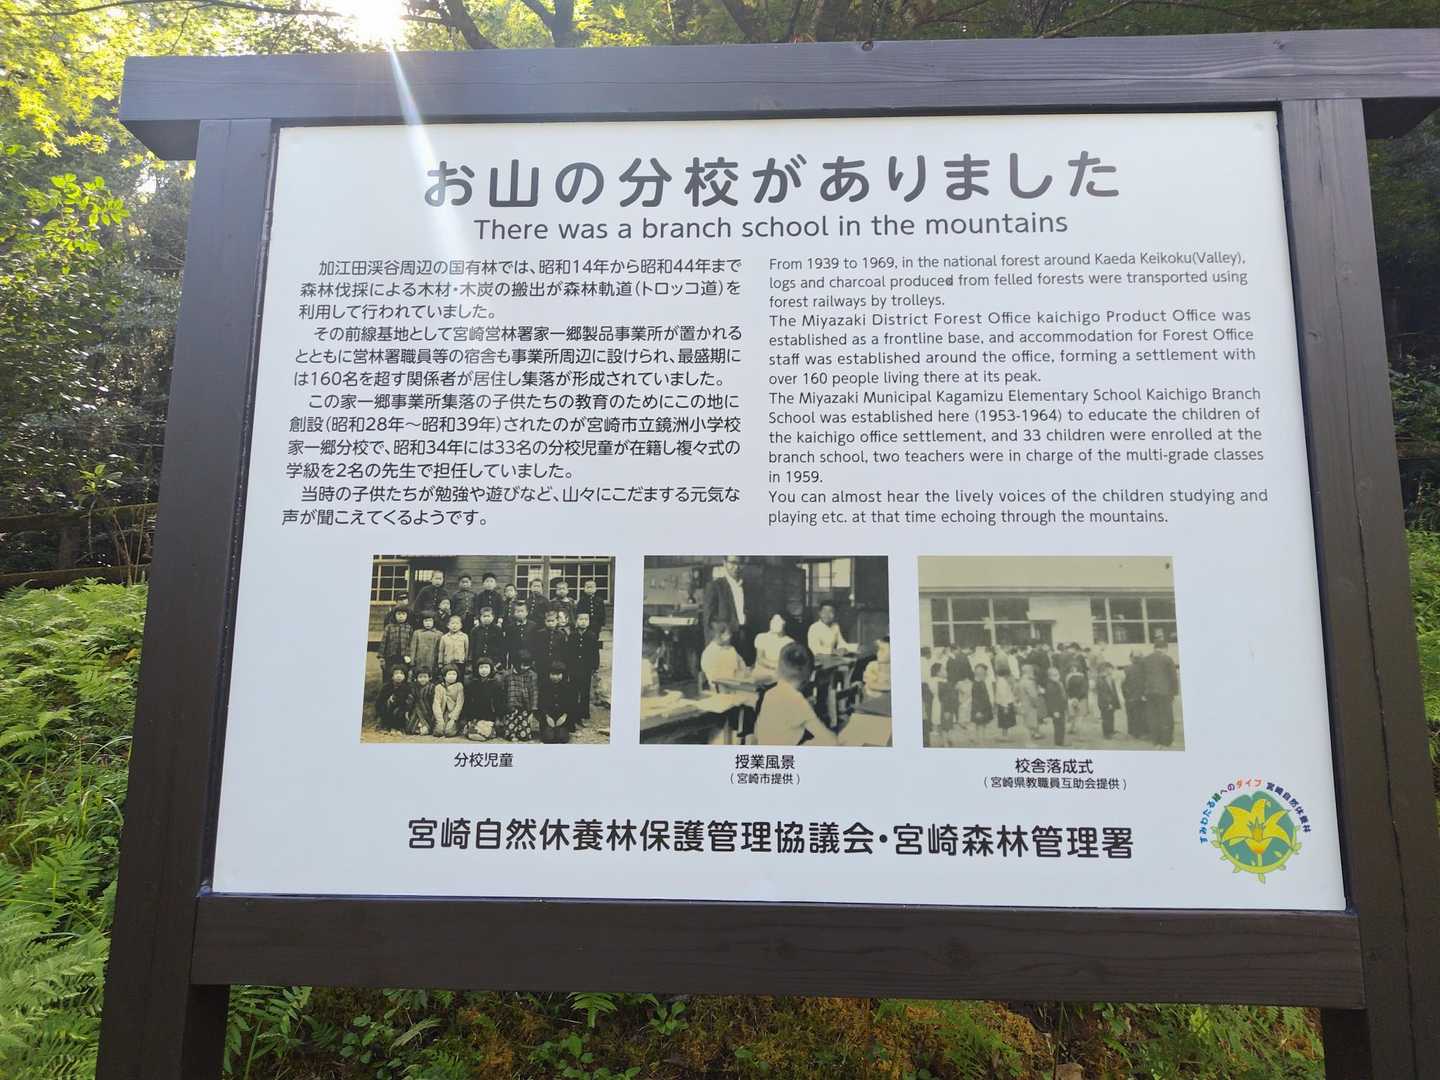 お山の分校がありました
There was a branch school in the mountains
加江田渓谷周辺の国有林では、昭和14年から昭和44年まで
森林伐採による木材・木炭の搬出が森林軌道（トロッコ道）を
利用して行われていました。
その前線基地として宮崎営林署家一郷製品事業所が置かれる
とともに営林署職員等の宿舎も事業所周辺に設けられ、最盛期に
は160名を超す関係者が居住し集落が形成されていました。
この家一郷事業所集落の子供たちの教育のためにこの地に
創設（昭和28年～昭和39年）されたのが宮崎市立鏡洲小学校
家一郷分校で、昭和34年には33名の分校児童が在籍し複々式の
学級を2名の先生で担任していました。
当時の子供たちが勉強や遊びなど、山々にこだまする元気な
声が聞こえてくるようです。
From 1939 to 1969, in the national forest around Kaeda Keikoku(Valley),
logs and charcoal produced from felled forests were transported using
forest railways by trolleys.
The Miyazaki District Forest Office kaichigo Product Office was
established as a frontline base, and accommodation for Forest Office
staff was established around the office, forming a settlement with
over 160 people living there at its peak.
The Miyazaki Municipal Kagamizu Elementary School Kaichigo Branch
School was established here (1953-1964) to educate the children of
the kaichigo office settlement, and 33 children were enrolled at the
branch school, two teachers were in charge of the multi-grade classes
in 1959.
You can almost hear the lively voices of the children studying and
playing etc. at that time echoing through the mountains.
分校児童
授業風景
（宮崎市提供）
校舎落成式
（宮崎県教職員互助会提供）
宮崎自然休養林保護管理協議会・宮崎森林管理署
すみわたる緑へのダイブ 宮崎自然休養林